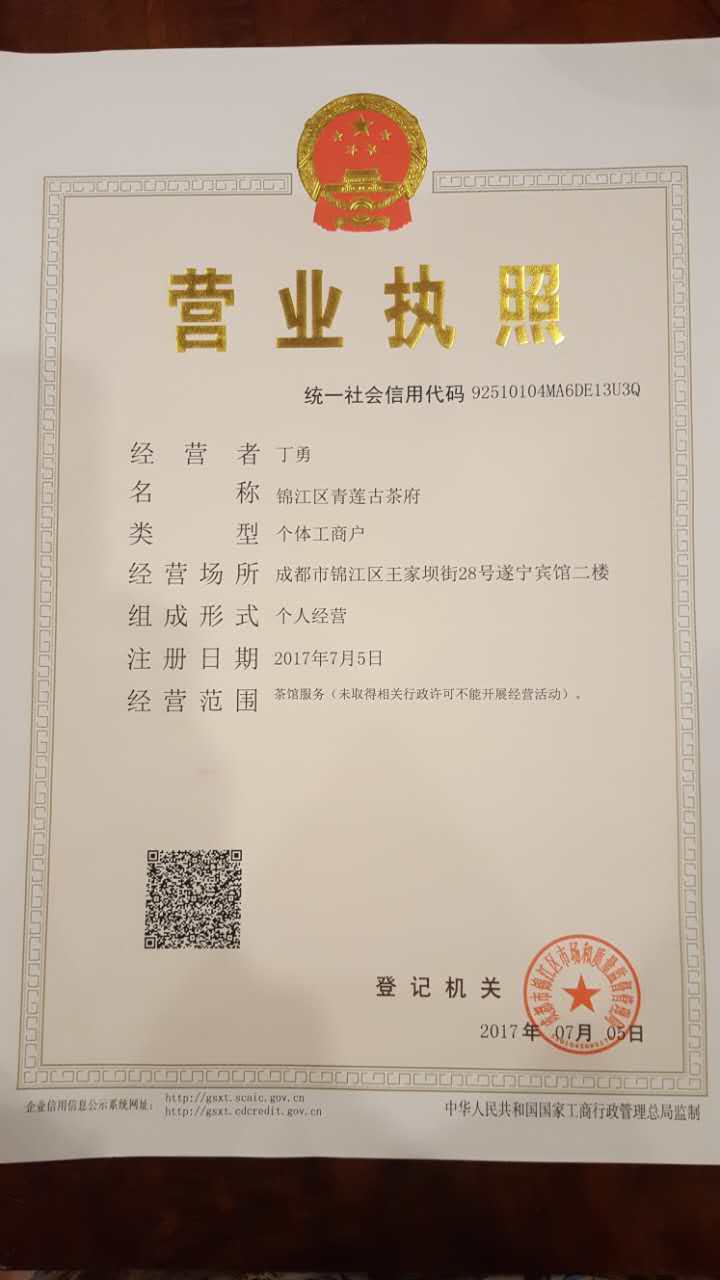 营业执照
统一社会信用代码 92510104MA6DE13U3Q
经营者 丁勇
名称 锦江区青莲古茶府
类型 个体工商户
经营场所 成都市锦江区王家坝街28号遂宁宾馆二楼
组成形式 个人经营
注册日期 2017年7月5日
经营范围 茶馆服务（未取得相关行政许可不能开展经营活动）。
登记机关
成都市锦江区市场和质量监督管理局
2017年 07月 05日
企业信用信息公示系统网址： http://gsxt.scaic.gov.cn
http://gsxt.cdcredit.gov.cn
中华人民共和国国家工商行政管理总局监制